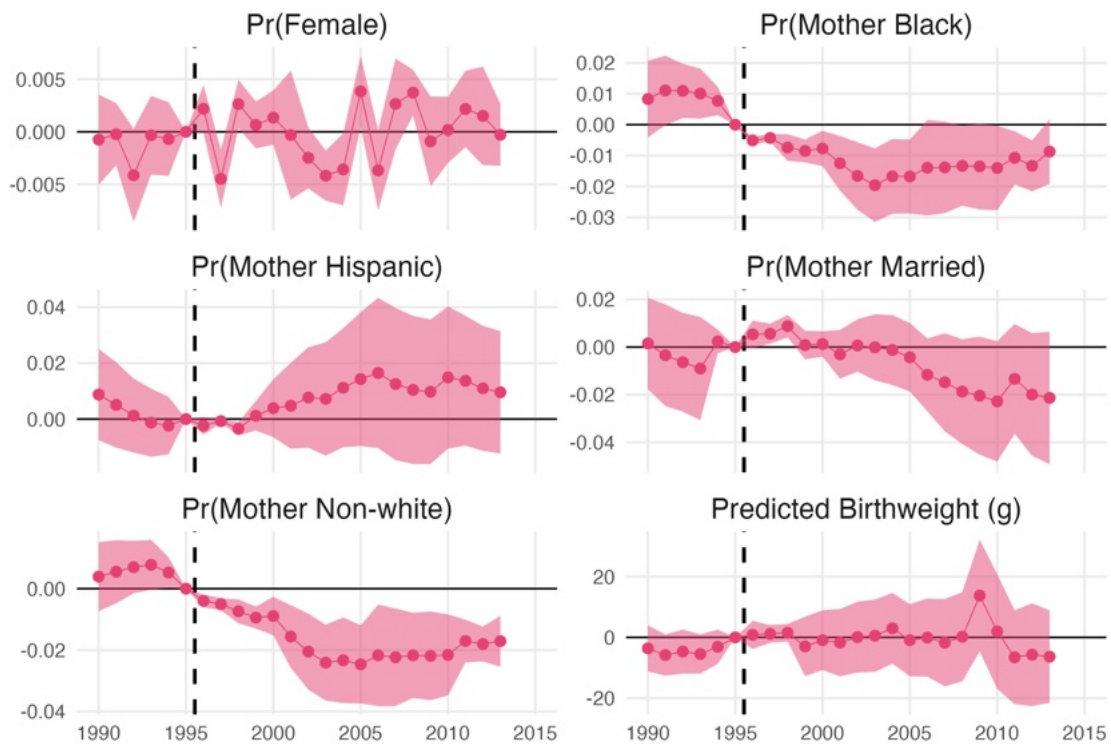 Pr(Female)
0.005
0.000
-0.005
Pr(Mother Black)
0.02
0.01
0.00
-0.01
-0.02
-0.03
Pr(Mother Hispanic)
0.04
0.02
0.00
Pr(Mother Married)
0.02
0.00
-0.02
-0.04
Pr(Mother Non-white)
0.00
-0.02
-0.04
1990 1995 2000 2005 2010 2015
Predicted Birthweight (g)
20
0
-20
1990 1995 2000 2005 2010 2015